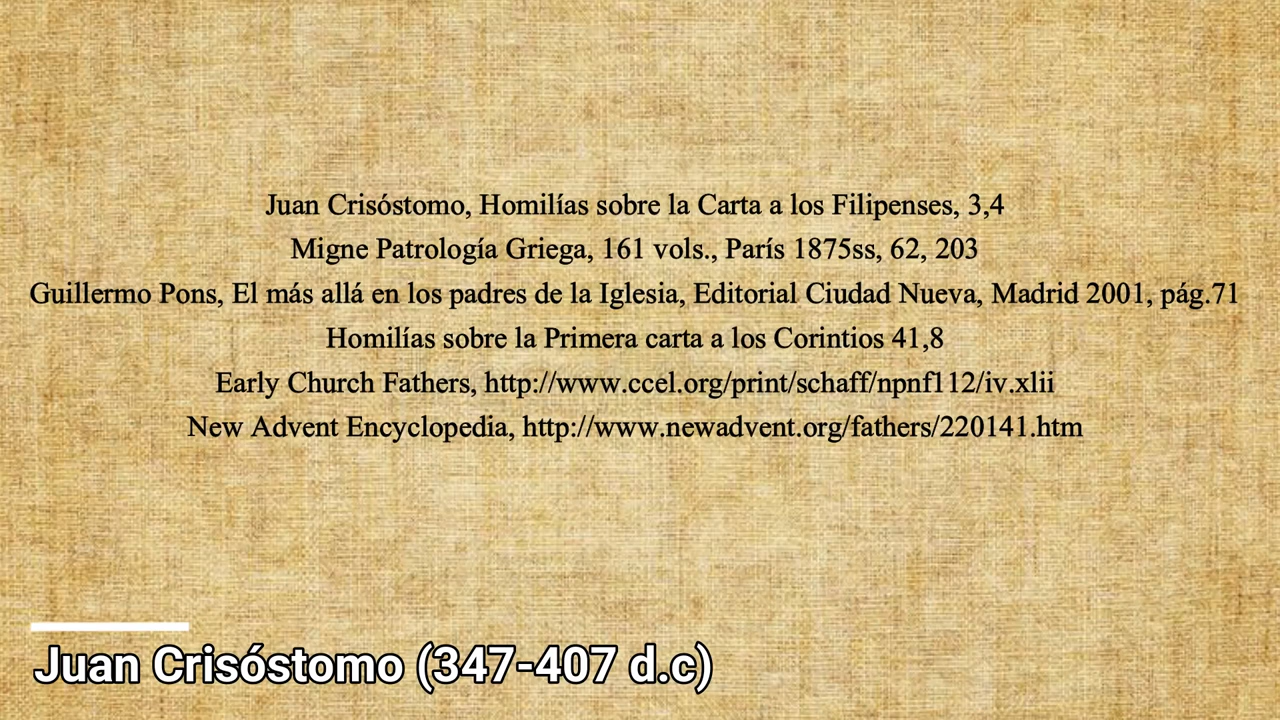 Juan Crisóstomo, Homilías sobre la Carta a los Filipenses, 3,4
Migne Patrología Griega, 161 vols., París 1875ss, 62, 203
Guillermo Pons, El más allá en los padres de la Iglesia, Editorial Ciudad Nueva, Madrid 2001, pág.71
Homilías sobre la Primera carta a los Corintios 41,8
Early Church Fathers, http://www.ccel.org/print/schaff/npnf112/iv.xlii
New Advent Encyclopedia, http://www.newadvent.org/fathers/220141.htm
Juan Crisóstomo (347-407 d.c)